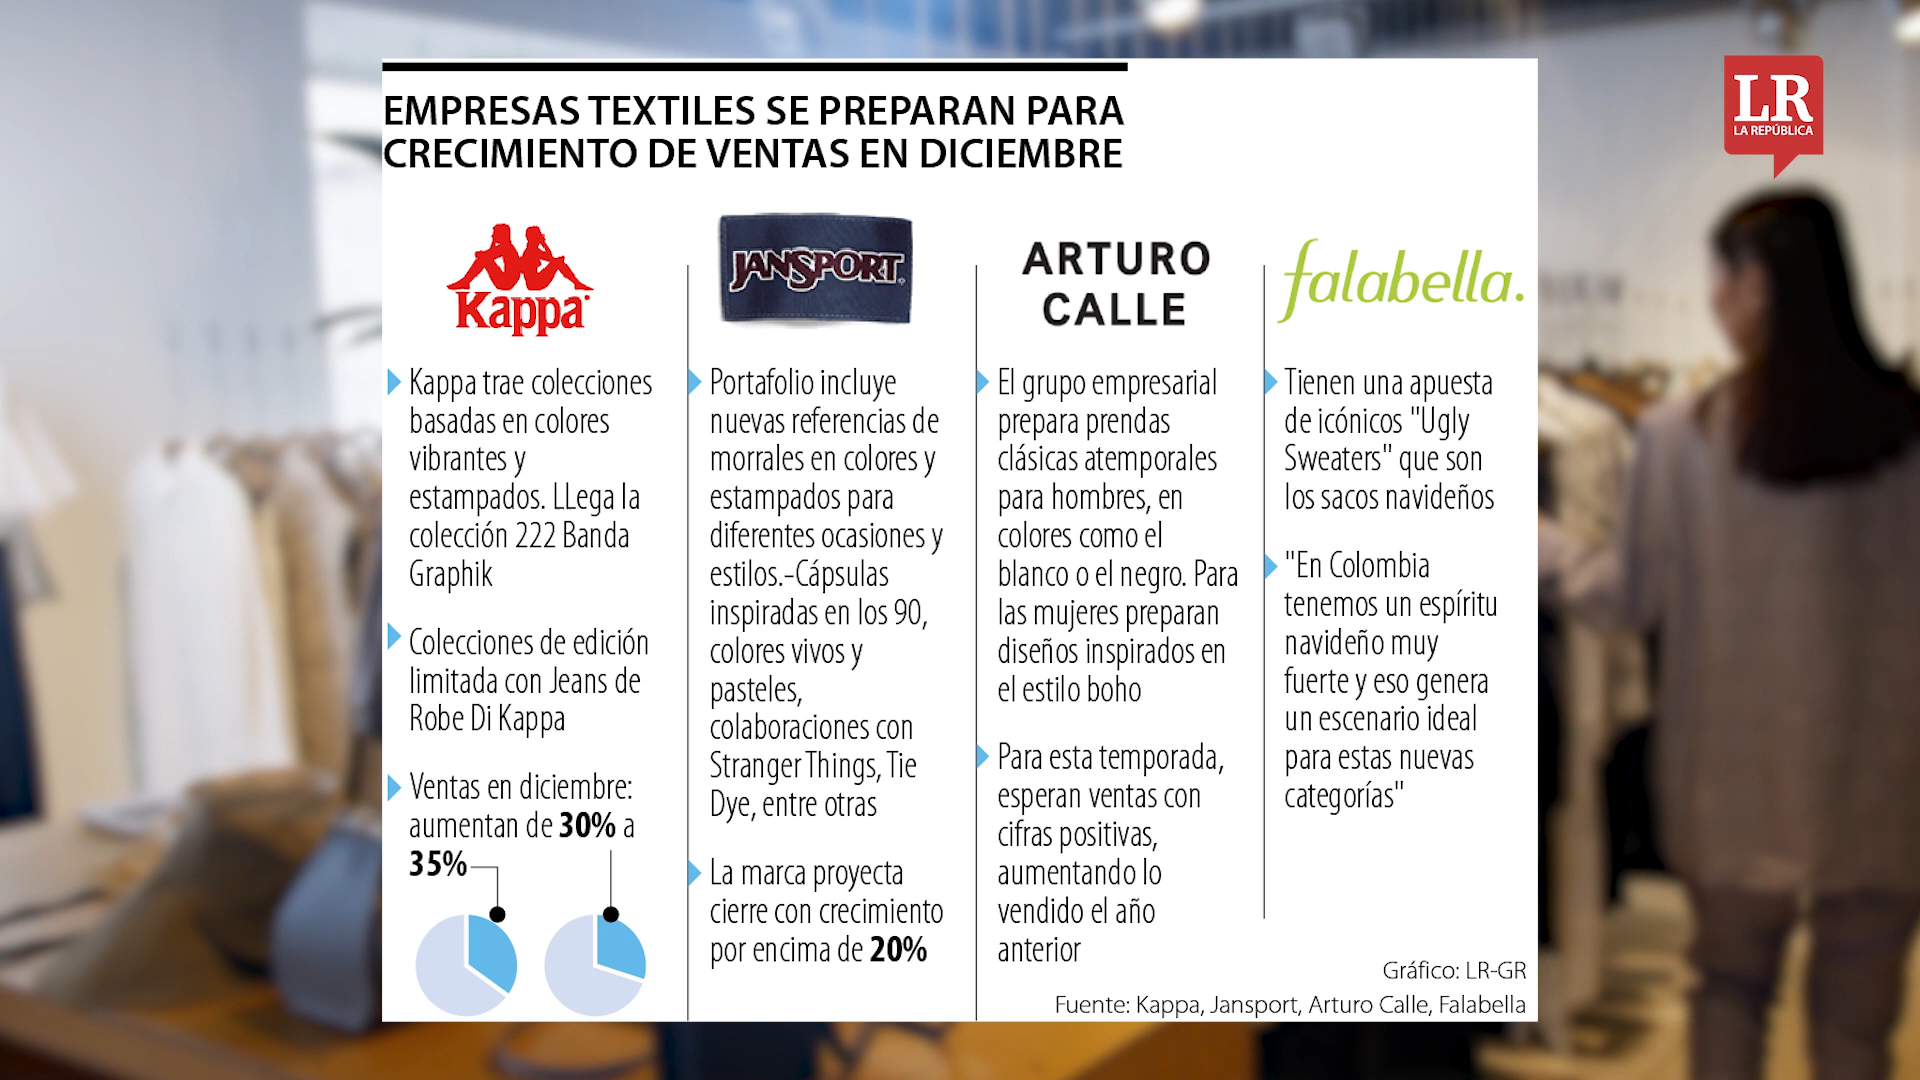 EMPRESAS TEXTILES SE PREPARAN PARA
CRECIMIENTO DE VENTAS EN DICIEMBRE
LR
LA REPÚBLICA
Kappa
Kappa trae colecciones
basadas en colores
vibrantes y
estampados. LLega la
colección 222 Banda
Graphik
Colecciones de edición
limitada con Jeans de
Robe Di Kappa
Ventas en diciembre:
aumentan de 30% a
35%
JANSPORT
Portafolio incluye
nuevas referencias de
morrales en colores y
estampados para
diferentes ocasiones y
estilos.-Cápsulas
inspiradas en los 90,
colores vivos y
pasteles,
colaboraciones con
Stranger Things, Tie
Dye, entre otras
La marca proyecta
cierre con crecimiento
por encima de 20%
ARTURO
CALLE
El grupo empresarial
prepara prendas
clásicas atemporales
para hombres, en
colores como el
blanco o el negro. Para
las mujeres preparan
diseños inspirados en
el estilo boho
Para esta temporada,
esperan ventas con
cifras positivas,
aumentando lo
vendido el año
anterior
falabella.
Tienen una apuesta
de icónicos "Ugly
Sweaters" que son
los sacos navideños
"En Colombia
tenemos un espíritu
navideño muy
fuerte y eso genera
un escenario ideal
para estas nuevas
categorías"
Gráfico: LR-GR
Fuente: Kappa, Jansport, Arturo Calle, Falabella